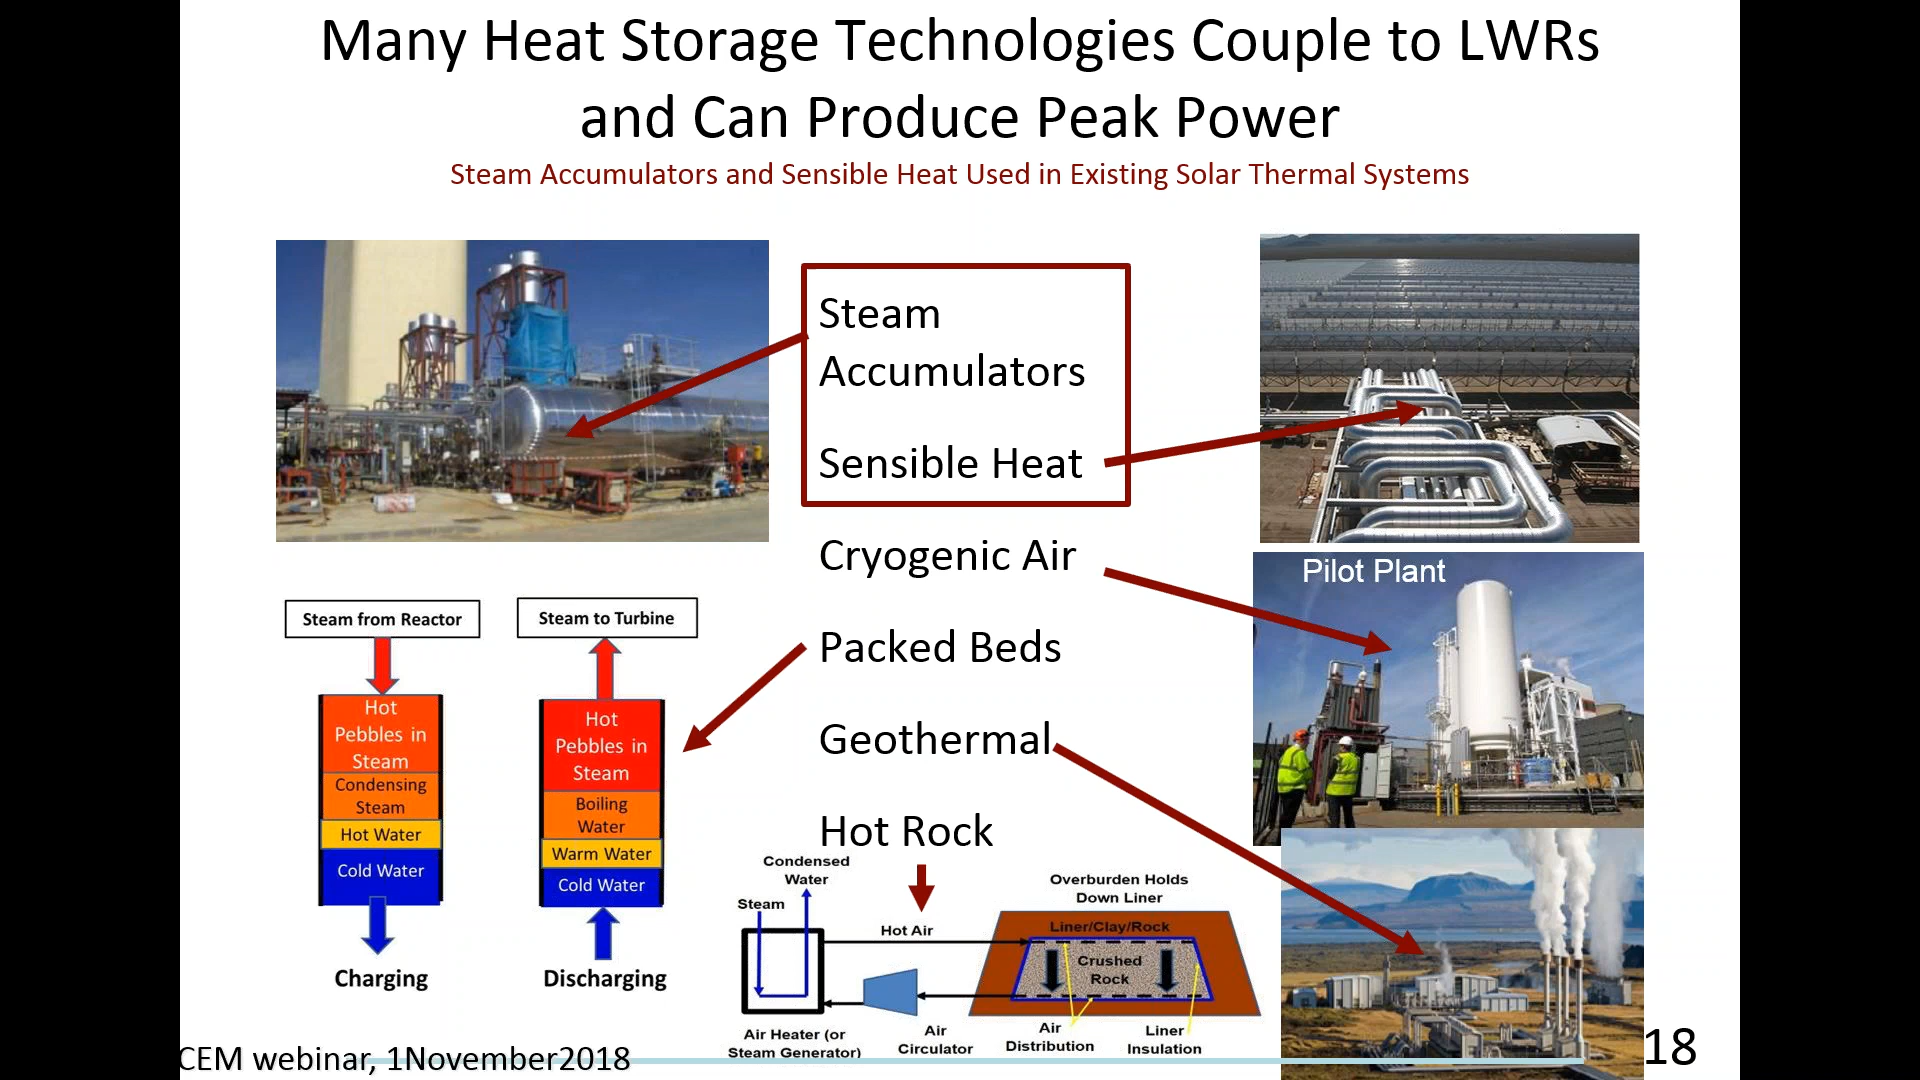 Many Heat Storage Technologies Couple to LWRs
and Can Produce Peak Power
Steam Accumulators and Sensible Heat Used in Existing Solar Thermal Systems
Steam
Accumulators
Sensible Heat
Cryogenic Air
Packed Beds
Geothermal
Hot Rock
Pilot Plant
Steam from Reactor
Hot
Pebbles in
Steam
Condensing
Steam
Hot Water
Cold Water
Charging
Steam to Turbine
Hot
Pebbles in
Steam
Boiling
Water
Warm Water
Cold Water
Discharging
Condensed
Water
Steam
Hot Air
Air Heater (or
Steam Generator)
Air
Circulator
Overburden Holds
Down Liner
Liner/Clay/Rock
Crushed
Rock
Air
Distribution
Liner
Insulation
CEM webinar, 1November2018
18